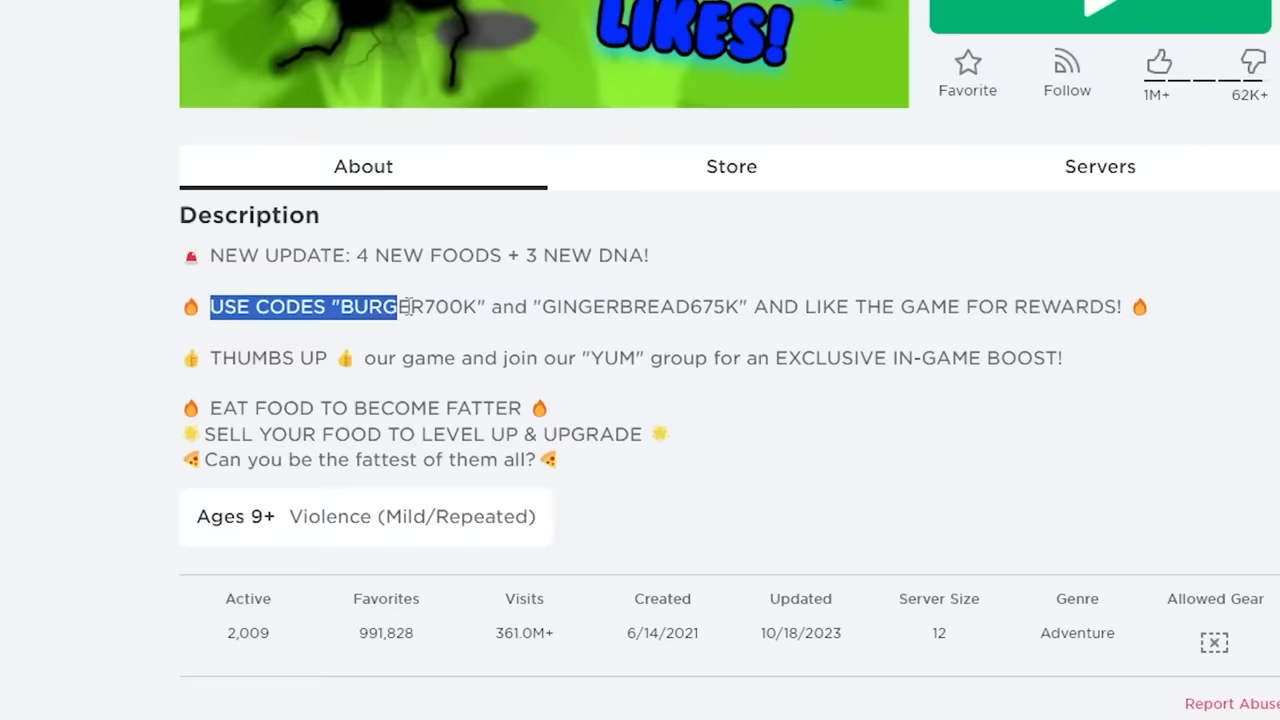 LIKES!
Favorite
Follow
1M+
62K+
About
Store
Servers
Description
🚨 NEW UPDATE: 4 NEW FOODS + 3 NEW DNA!
🔥 USE CODES "BURGER700K" and "GINGERBREAD675K" AND LIKE THE GAME FOR REWARDS! 🔥
👍 THUMBS UP 👍 our game and join our "YUM" group for an EXCLUSIVE IN-GAME BOOST!
🔥 EAT FOOD TO BECOME FATTER 🔥
🌟SELL YOUR FOOD TO LEVEL UP & UPGRADE 🌟
🍕Can you be the fattest of them all?🍕
Ages 9+ Violence (Mild/Repeated)
Active Favorites Visits Created Updated Server Size Genre Allowed Gear
2,009 991,828 361.0M+ 6/14/2021 10/18/2023 12 Adventure
Report Abuse